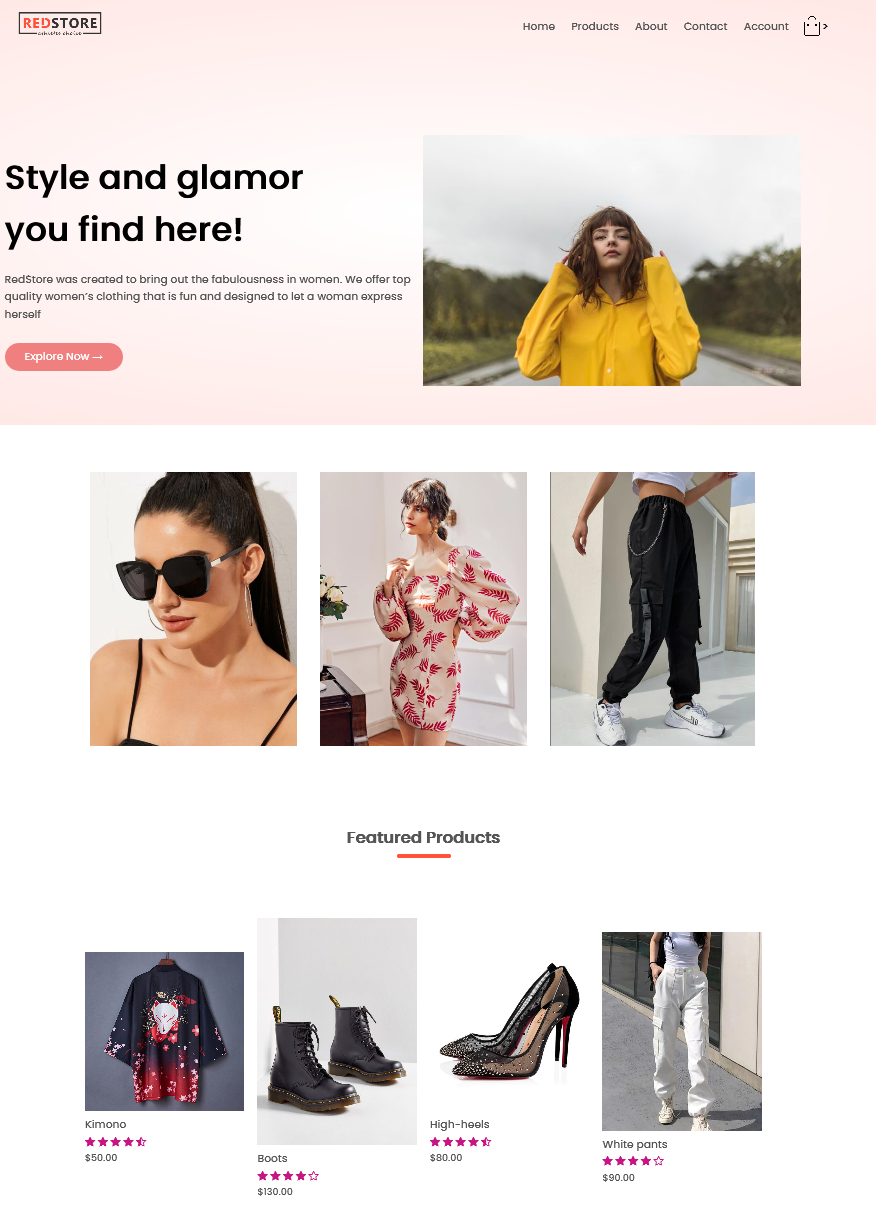 REDSTORE
Home Products About Contact Account >
Style and glamor
you find here!
RedStore was created to bring out the fabulousness in women. We offer top
quality women's clothing that is fun and designed to let a woman express
herself
Explore Now →
Featured Products
Kimono
$50.00
Boots
$130.00
High-heels
$80.00
White pants
$90.00